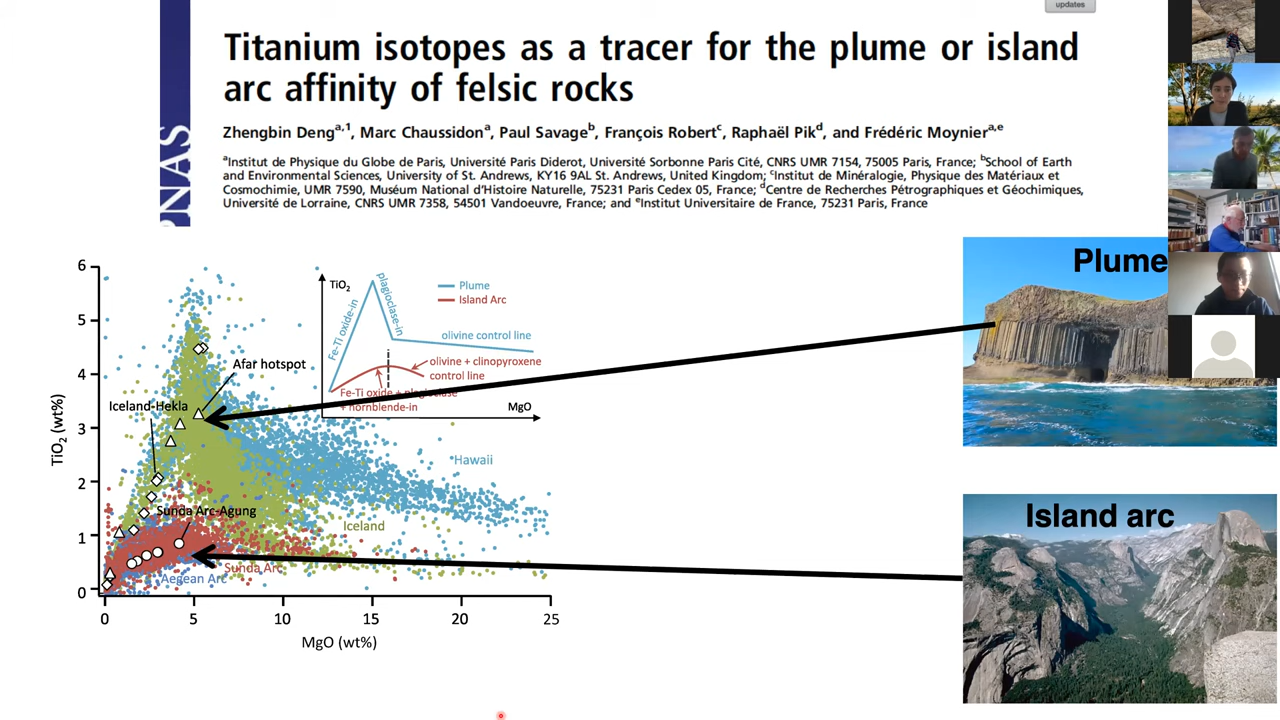 updates
Titanium isotopes as a tracer for the plume or island
arc affinity of felsic rocks
PNAS
Zhengbin Deng^a,1, Marc Chaussidon^a, Paul Savage^b, François Robert^c, Raphaël Pik^d, and Frédéric Moynier^a,e
^aInstitut de Physique du Globe de Paris, Université Paris Diderot, Université Sorbonne Paris Cité, CNRS UMR 7154, 75005 Paris, France; ^bSchool of Earth
and Environmental Sciences, University of St. Andrews, KY16 9AL St. Andrews, United Kingdom; ^cInstitut de Minéralogie, Physique des Matériaux et
Cosmochimie, UMR 7590, Muséum National d'Histoire Naturelle, 75231 Paris Cedex 05, France; ^dCentre de Recherches Pétrographiques et Géochimiques,
Université de Lorraine, CNRS UMR 7358, 54501 Vandoeuvre, France; and ^eInstitut Universitaire de France, 75231 Paris, France
6
5
4
3
2
1
0
TiO₂ (wt%)
0
5
10
15
20
25
MgO (wt%)
TiO₂
Fe-Ti oxide-in
plagioclase-in
Plume
Island Arc
olivine control line
olivine + clinopyroxene
control line
Fe-Ti oxide + plagioclase
+ hornblende-in
MgO
Afar hotspot
Iceland-Hekla
Hawaii
Sunda Arc-Agung
Iceland
Sunda Arc
Aegean Arc
Plume
Island arc